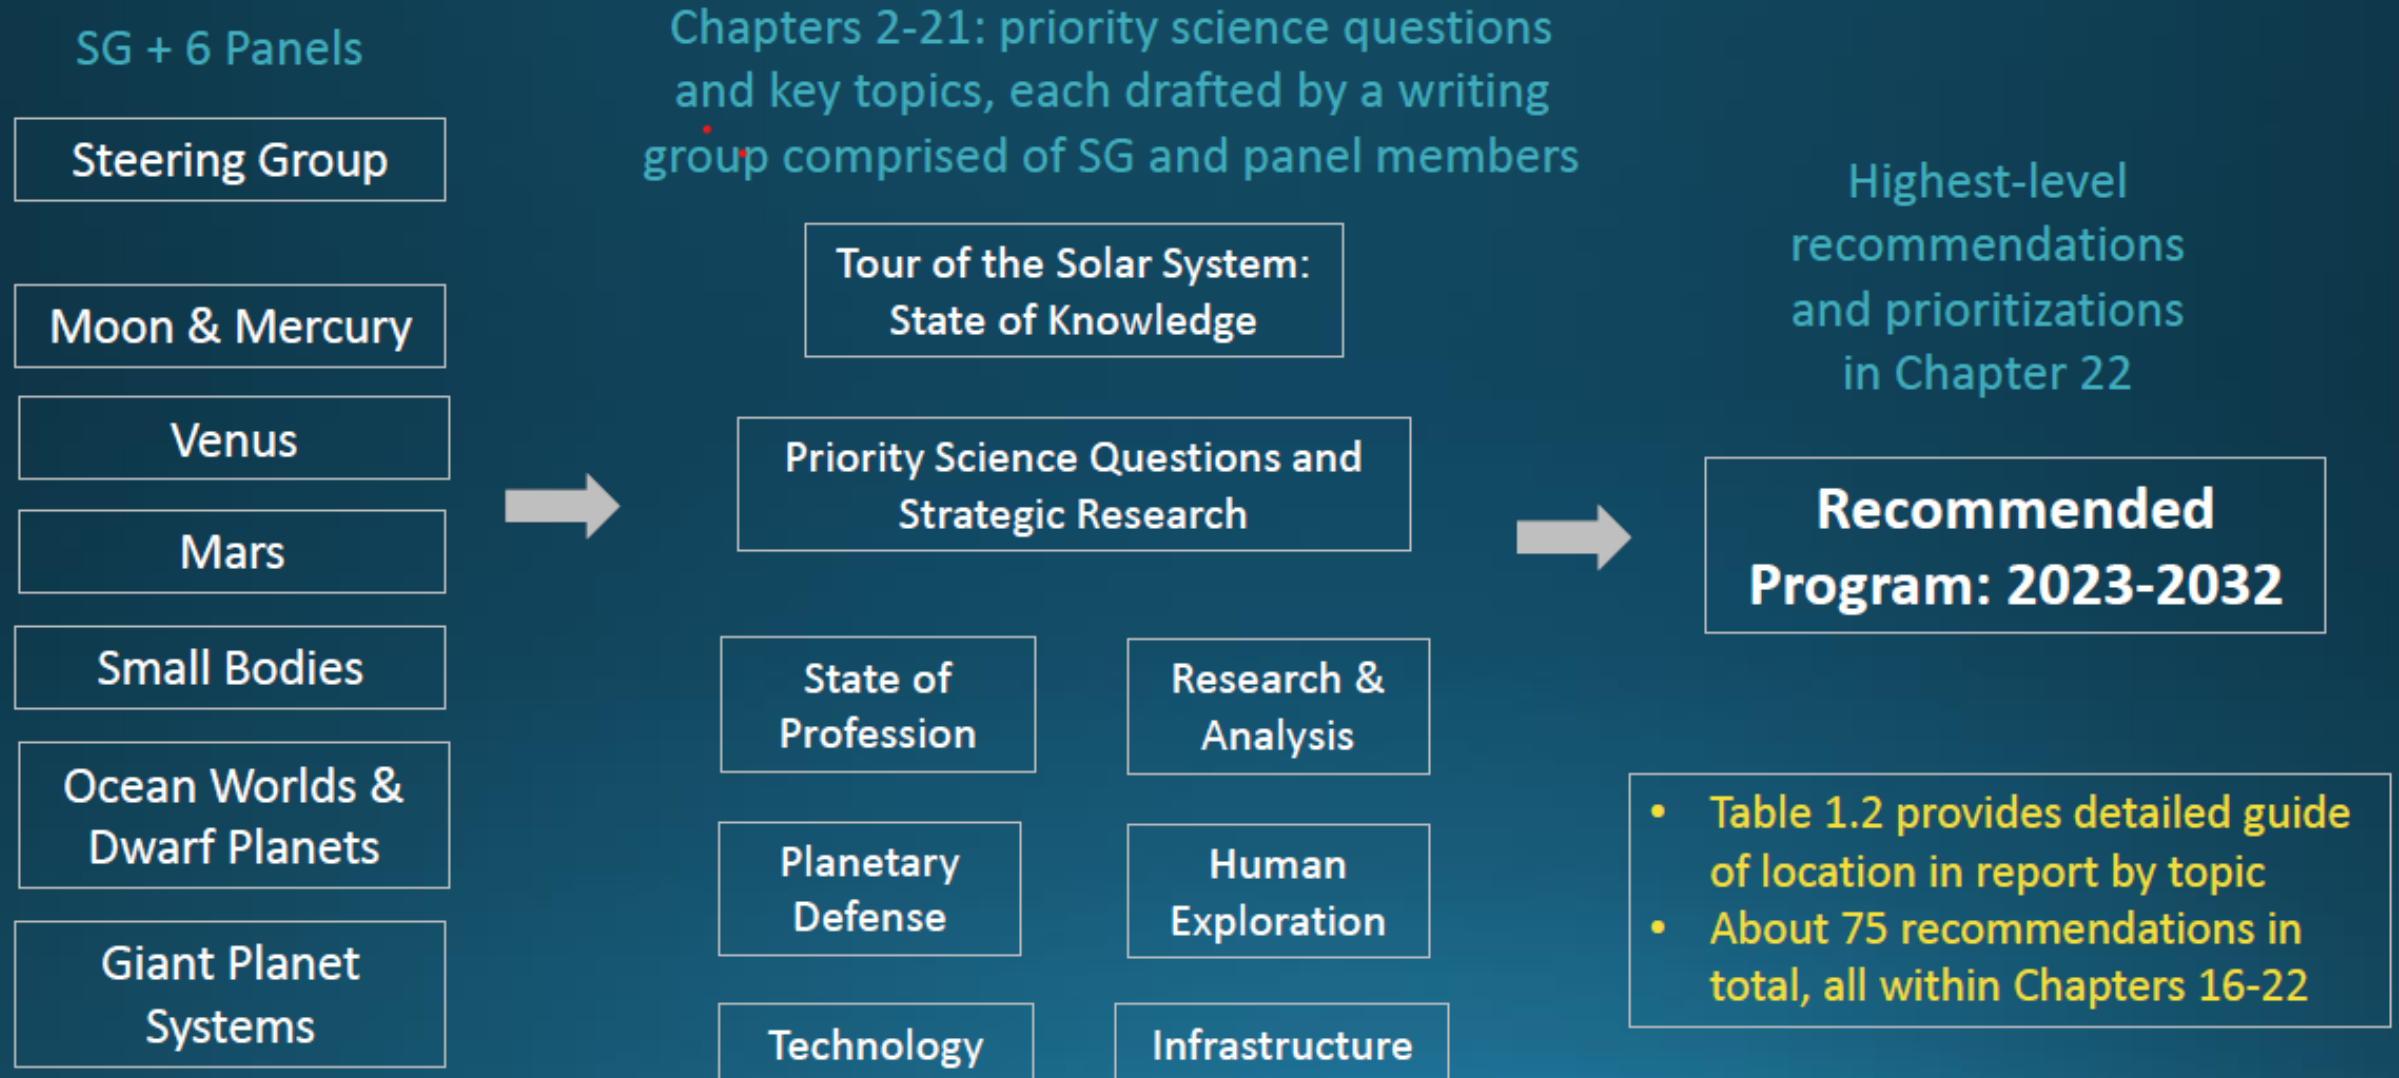 SG + 6 Panels
Steering Group
Moon & Mercury
Venus
Mars
Small Bodies
Ocean Worlds &
Dwarf Planets
Giant Planet
Systems
Chapters 2-21: priority science questions
and key topics, each drafted by a writing
group comprised of SG and panel members
Tour of the Solar System:
State of Knowledge
Priority Science Questions and
Strategic Research
State of
Profession
Research &
Analysis
Planetary
Defense
Human
Exploration
Technology
Infrastructure
Highest-level
recommendations
and prioritizations
in Chapter 22
Recommended
Program: 2023-2032
• Table 1.2 provides detailed guide
of location in report by topic
• About 75 recommendations in
total, all within Chapters 16-22